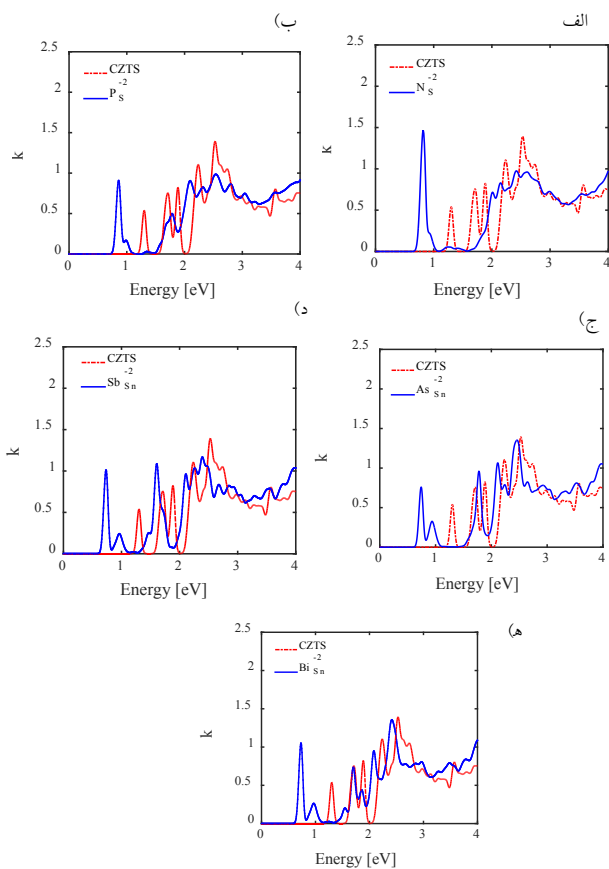 الف
2.5
2
1.5
1
0.5
0
k
CZTS
N S -2
0 1 2 3 4
Energy [eV]
ب)
2.5
2
1.5
1
0.5
0
k
CZTS
P S -2
0 1 2 3 4
Energy [eV]
ج)
2.5
2
1.5
1
0.5
0
k
CZTS
As Sn -2
0 1 2 3 4
Energy [eV]
د)
2.5
2
1.5
1
0.5
0
k
CZTS
Sb Sn -2
0 1 2 3 4
Energy [eV]
ه)
2.5
2
1.5
1
0.5
0
k
CZTS
Bi Sn -2
0 1 2 3 4
Energy [eV]